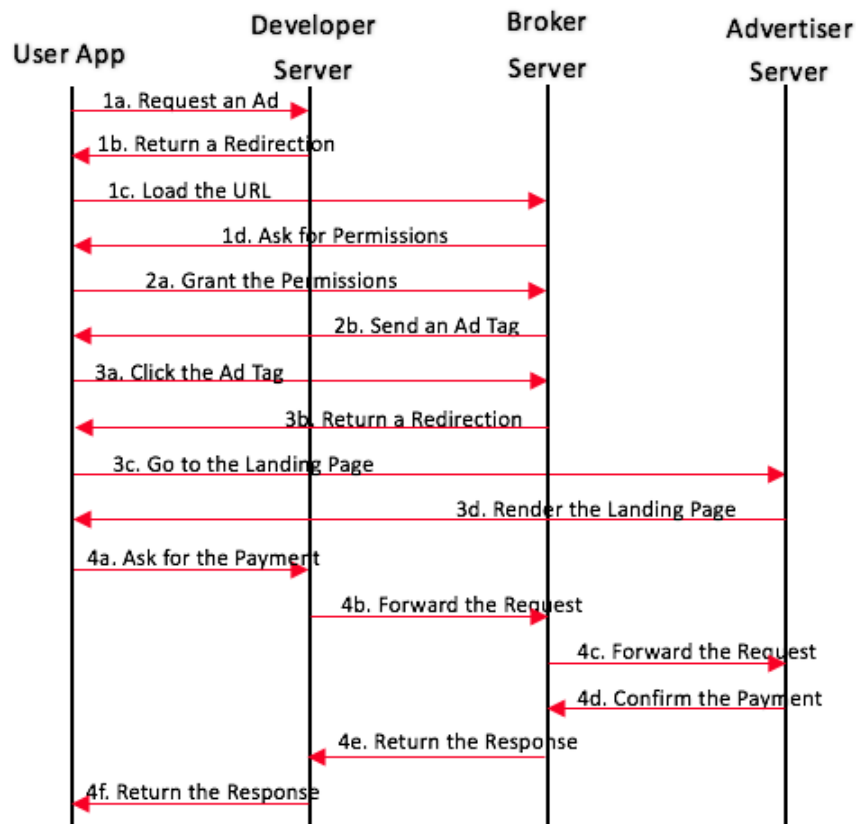 User App
Developer
Server
Broker
Server
Advertiser
Server
1a. Request an Ad
1b. Return a Redirection
1c. Load the URL
1d. Ask for Permissions
2a. Grant the Permissions
2b. Send an Ad Tag
3a. Click the Ad Tag
3b. Return a Redirection
3c. Go to the Landing Page
3d. Render the Landing Page
4a. Ask for the Payment
4b. Forward the Request
4c. Forward the Request
4d. Confirm the Payment
4e. Return the Response
4f. Return the Response